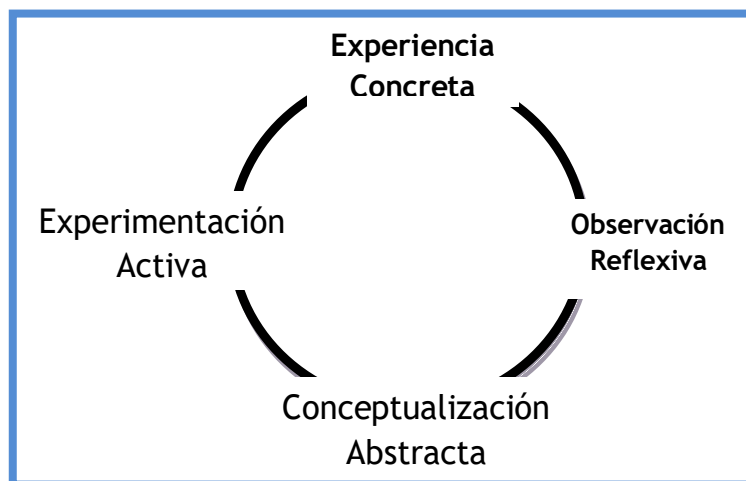 Experiencia
Concreta
Experimentación
Activa
Observación
Reflexiva
Conceptualización
Abstracta